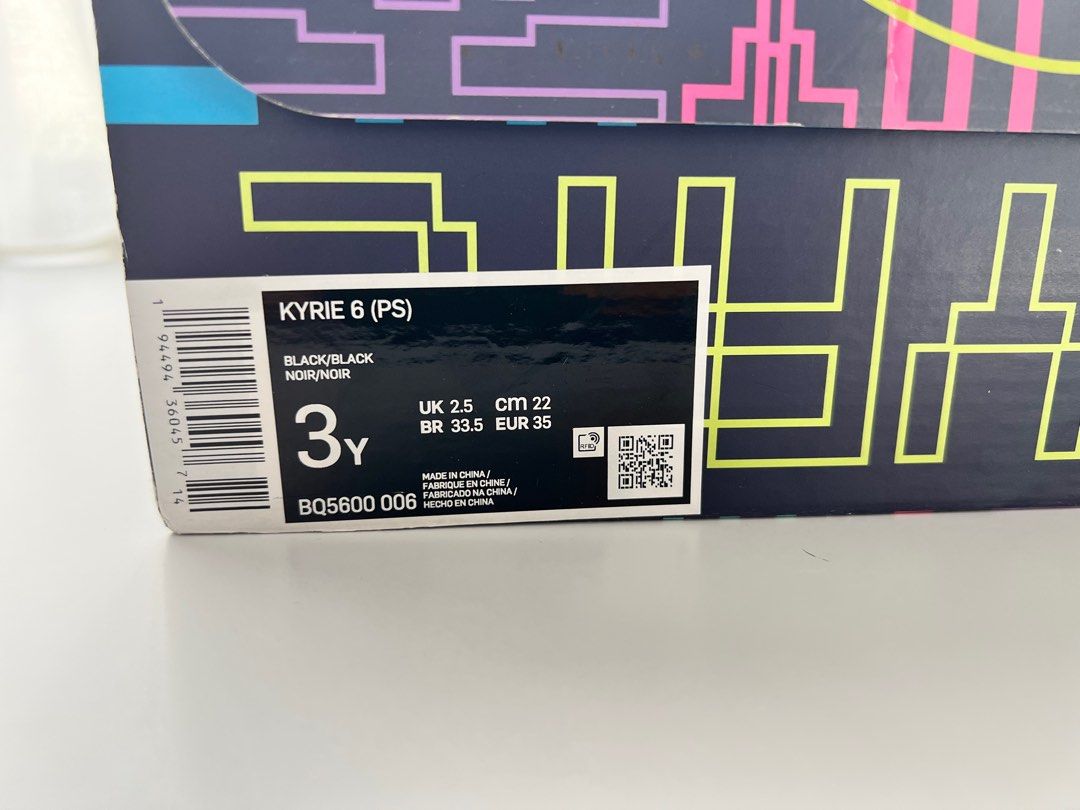 KYRIE 6 (PS)
BLACK/BLACK
NOIR/NOIR
3Y
UK 2.5 cm 22
BR 33.5 EUR 35
RFID
MADE IN CHINA /
FABRIQUE EN CHINE /
FABRICADO NA CHINA /
HECHO EN CHINA
BQ5600 006
1 94494 36045 7 14